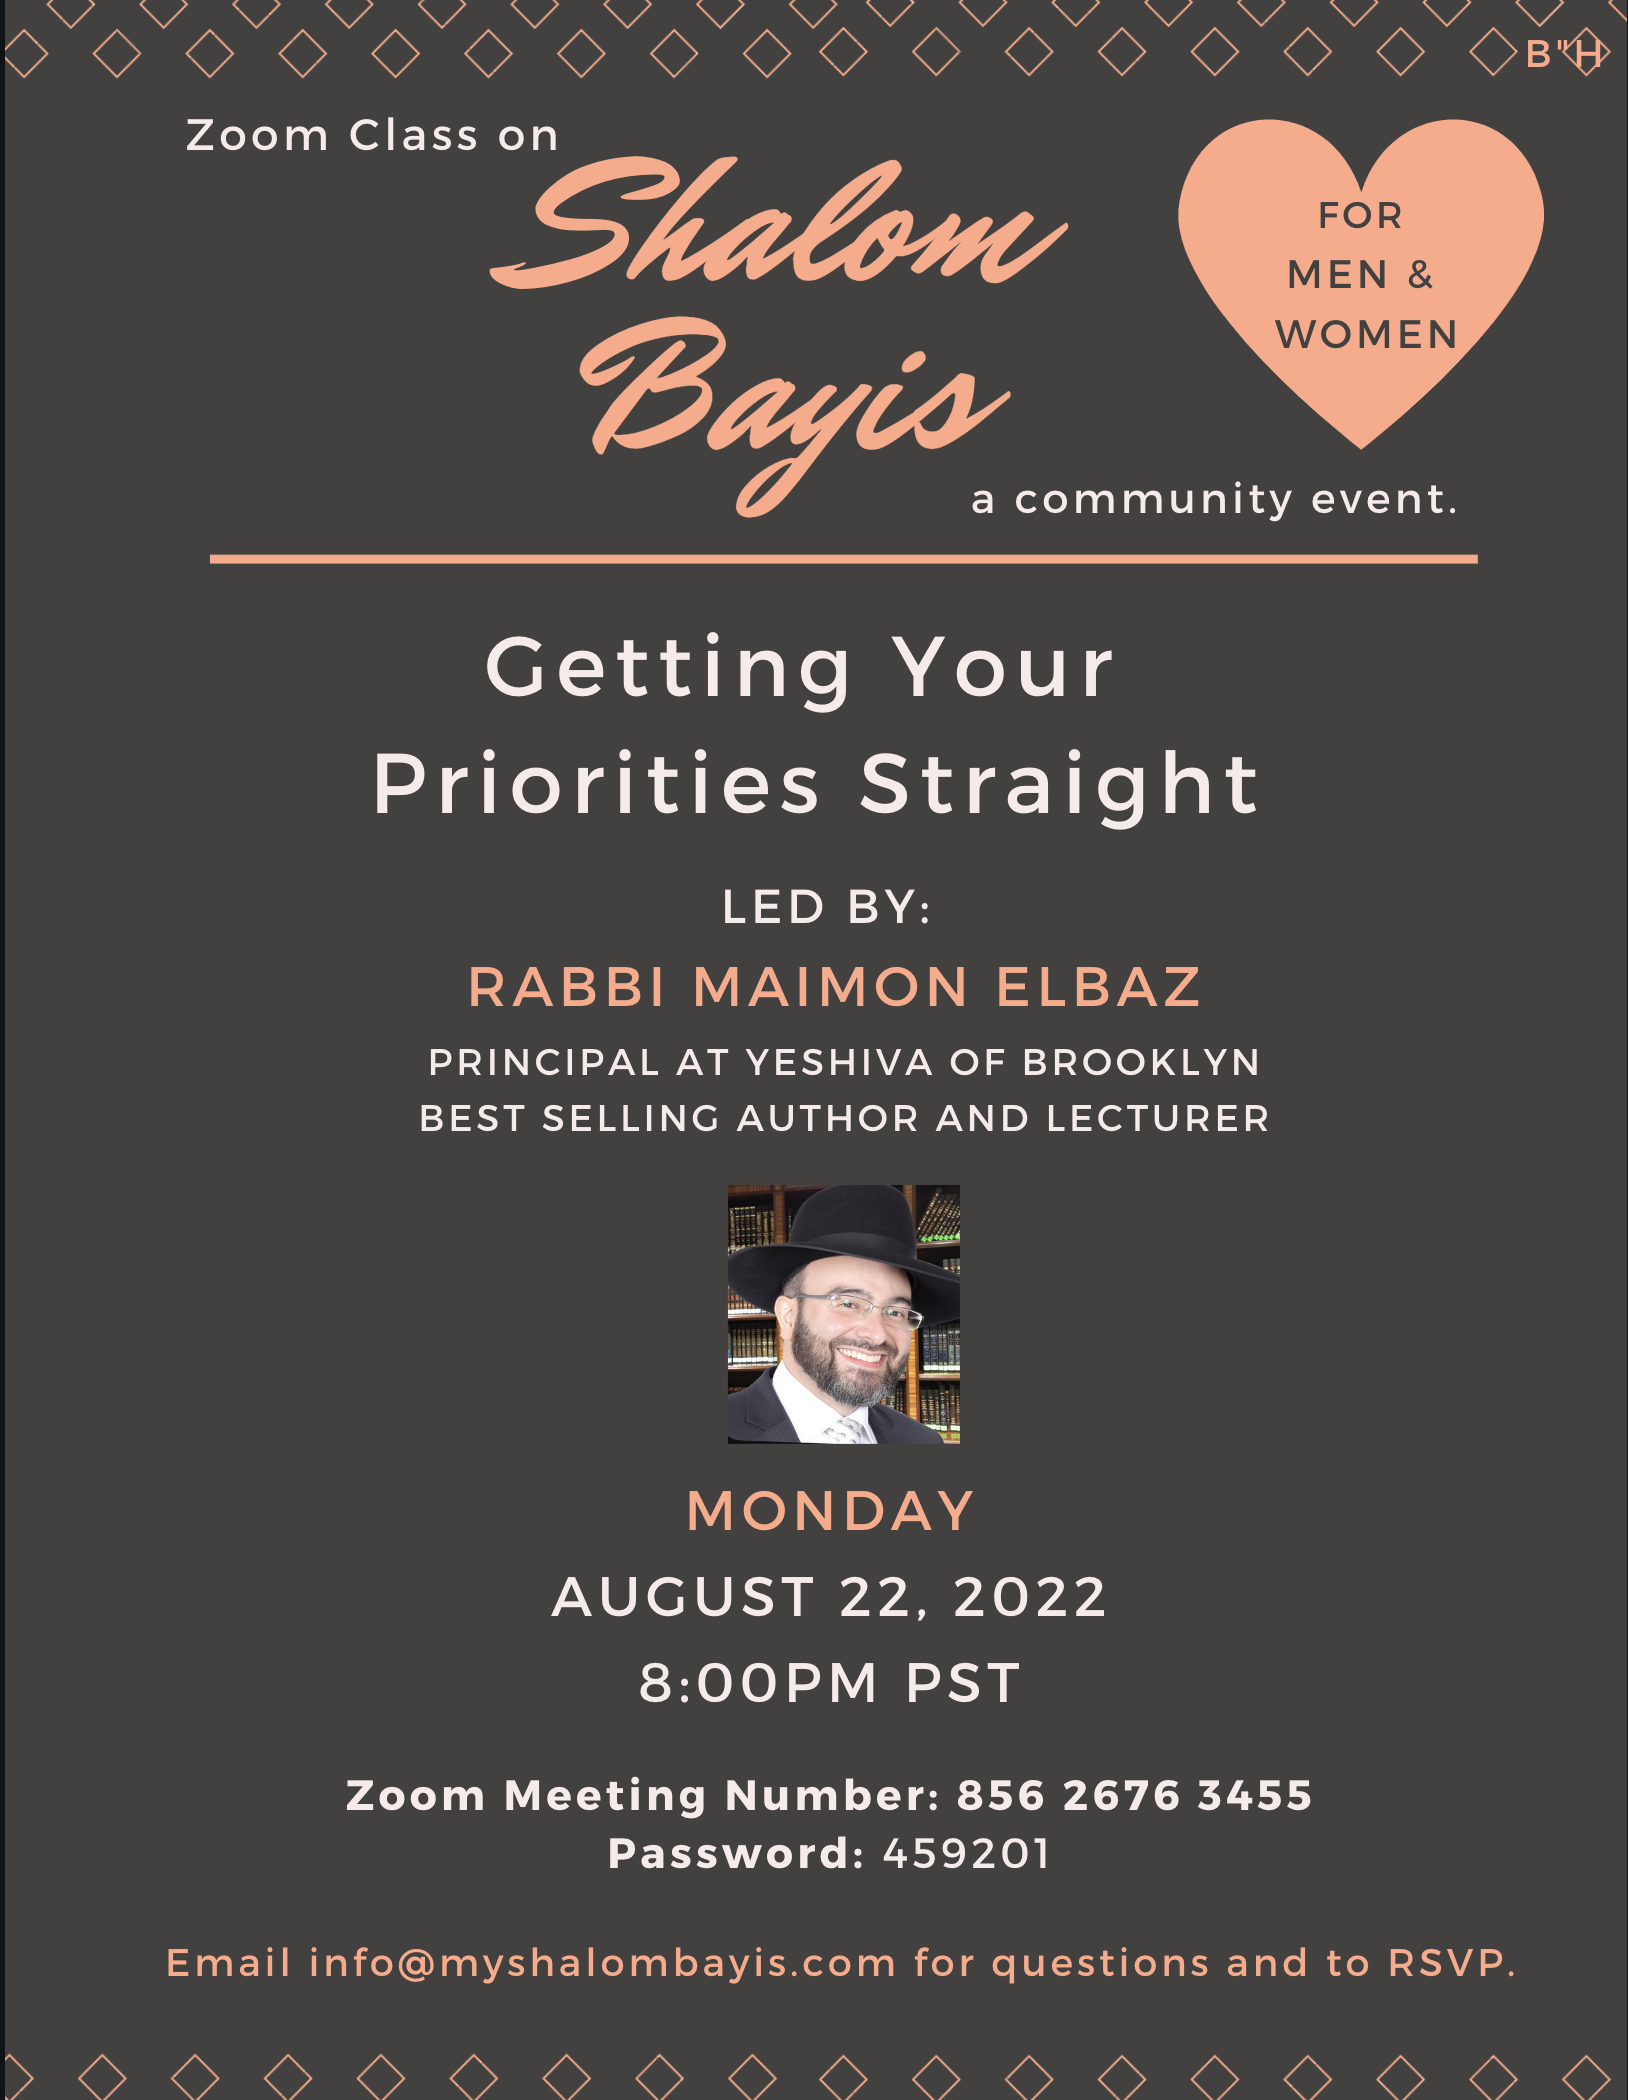 B"H
Zoom Class on
Shalom
Bayis
FOR
MEN &
WOMEN
a community event.
Getting Your
Priorities Straight
LED BY:
RABBI MAIMON ELBAZ
PRINCIPAL AT YESHIVA OF BROOKLYN
BEST SELLING AUTHOR AND LECTURER
MONDAY
AUGUST 22, 2022
8:00PM PST
Zoom Meeting Number: 856 2676 3455
Password: 459201
Email info@myshalombayis.com for questions and to RSVP.